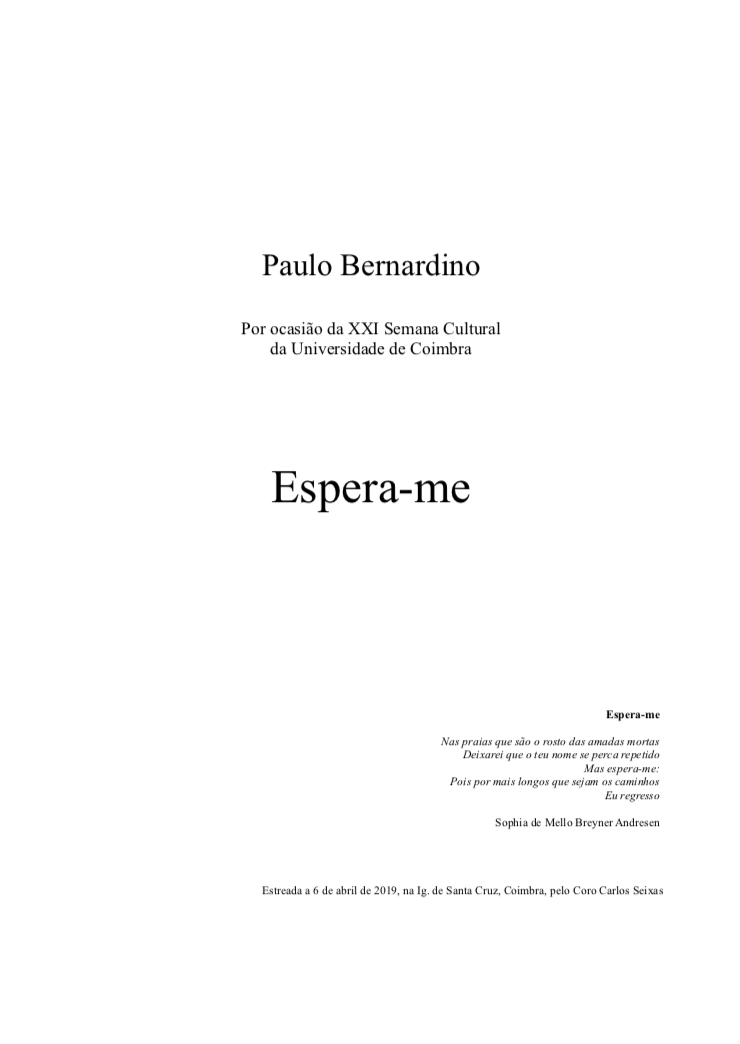 Paulo Bernardino
Por ocasião da XXI Semana Cultural
da Universidade de Coimbra
Espera-me
Espera-me
Nas praias que são o rosto das amadas mortas
Deixarei que o teu nome se perca repetido
Mas espera-me:
Pois por mais longos que sejam os caminhos
Eu regresso
Sophia de Mello Breyner Andresen
Estreada a 6 de abril de 2019, na Ig. de Santa Cruz, Coimbra, pelo Coro Carlos Seixas